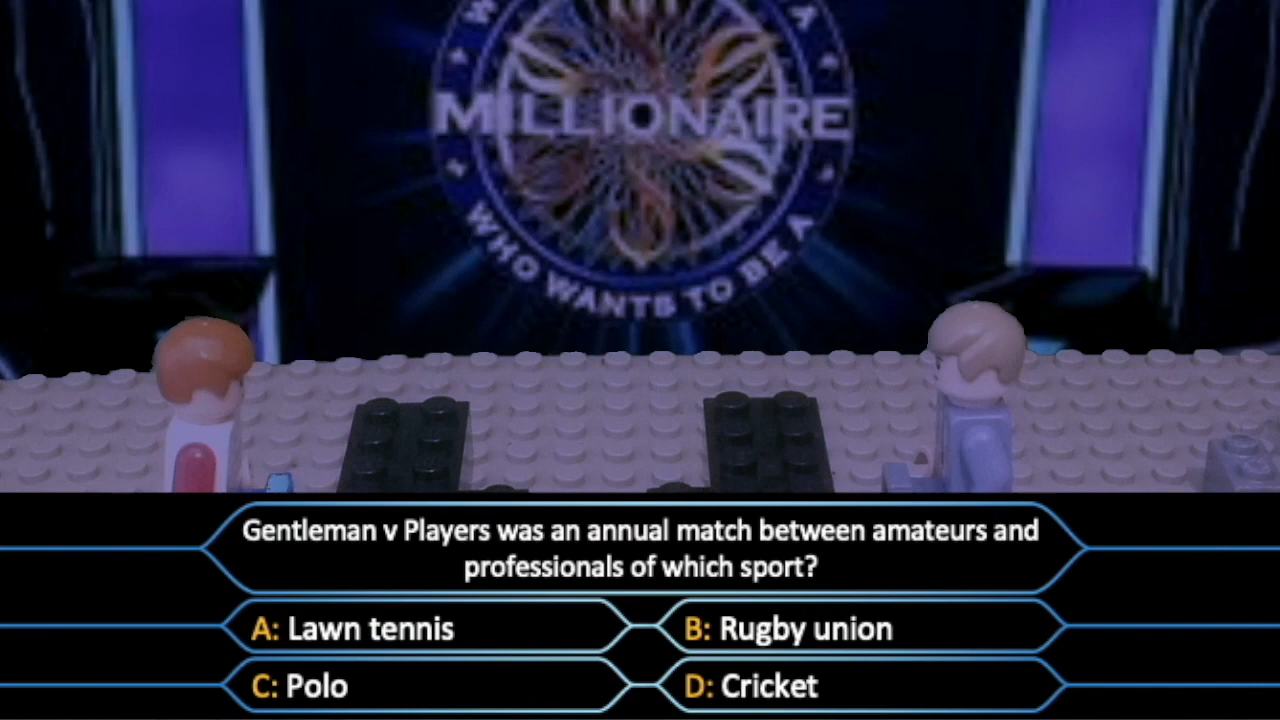 MILLIONAIRE
WHO WANTS TO BE A
Gentleman v Players was an annual match between amateurs and
professionals of which sport?
A: Lawn tennis
B: Rugby union
C: Polo
D: Cricket